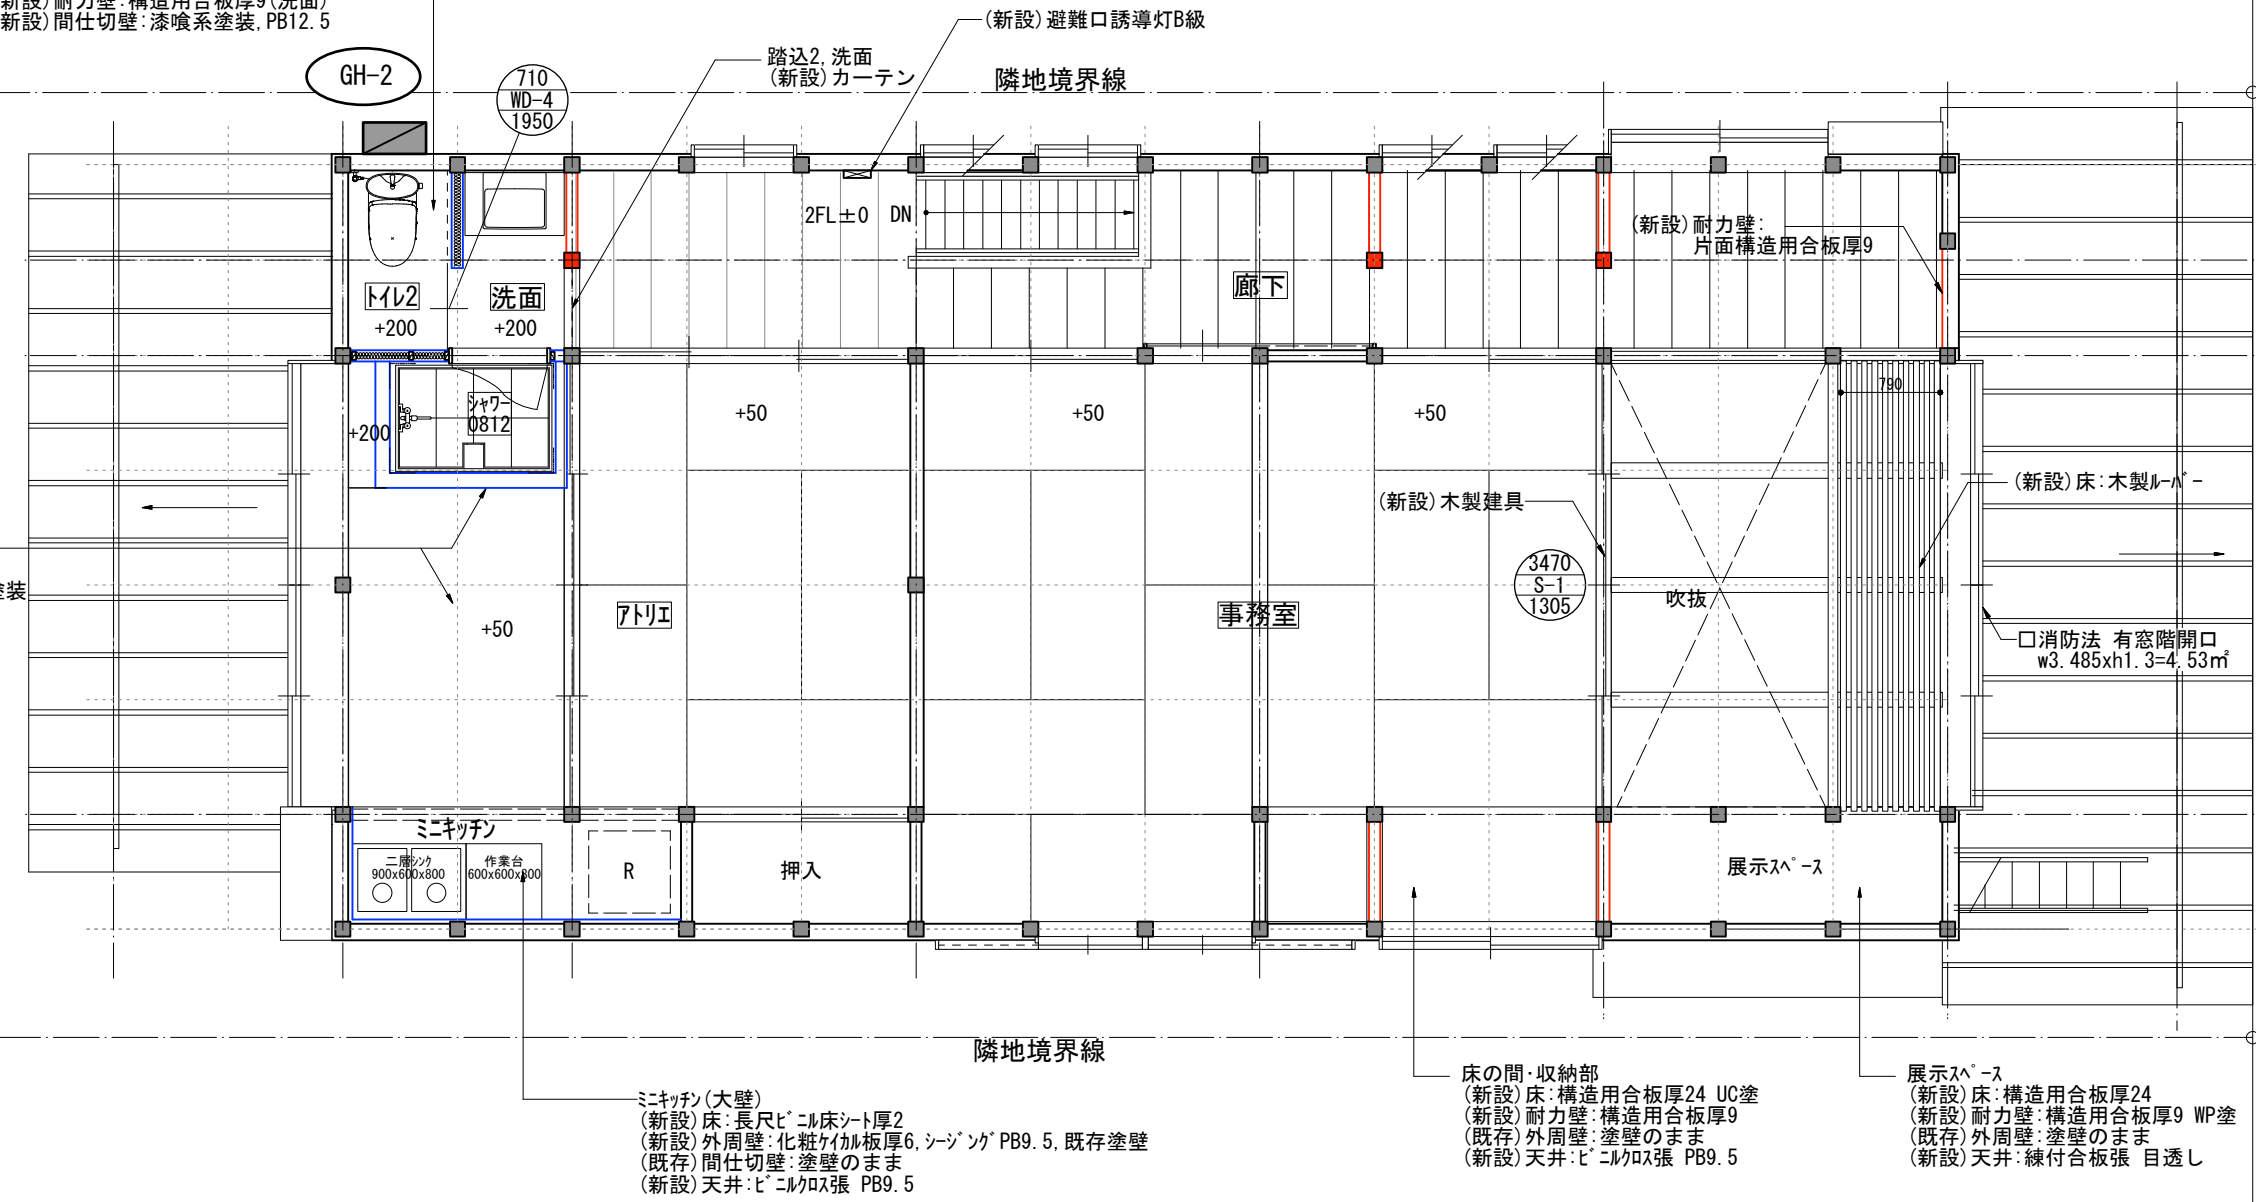 新設)耐力壁:構造用合板厚9(洗面)
新設)間仕切壁:漆喰系塗装,PB12.5
(新設)避難口誘導灯B級
踏込2,洗面
(新設)カーテン
隣地境界線
GH-2
710
WD-4
1950
2FL±0 DN
(新設)耐力壁:
片面構造用合板厚9
トイレ2
+200
洗面
+200
廊下
790
シャワー
0812
+200
+50
+50
+50
(新設)木製建具
(新設)床:木製ルーバー
3470
S-1
1305
吹抜
塗装
+50
アトリエ
事務室
口消防法 有窓階開口
w3.485xh1.3=4.53㎡
ミニキッチン
二層シンク
900x600x800
作業台
600x600x800
R
押入
展示スペース
隣地境界線
ミニキッチン(大壁)
(新設)床:長尺ビニル床シート厚2
(新設)外周壁:化粧ケイカル板厚6,シージングPB9.5,既存塗壁
(既存)間仕切壁:塗壁のまま
(新設)天井:ビニルクロス張 PB9.5
床の間・収納部
(新設)床:構造用合板厚24 UC塗
(新設)耐力壁:構造用合板厚9
(既存)外周壁:塗壁のまま
(新設)天井:ビニルクロス張 PB9.5
展示スペース
(新設)床:構造用合板厚24
(新設)耐力壁:構造用合板厚9 WP塗
(既存)外周壁:塗壁のまま
(新設)天井:練付合板張 目透し